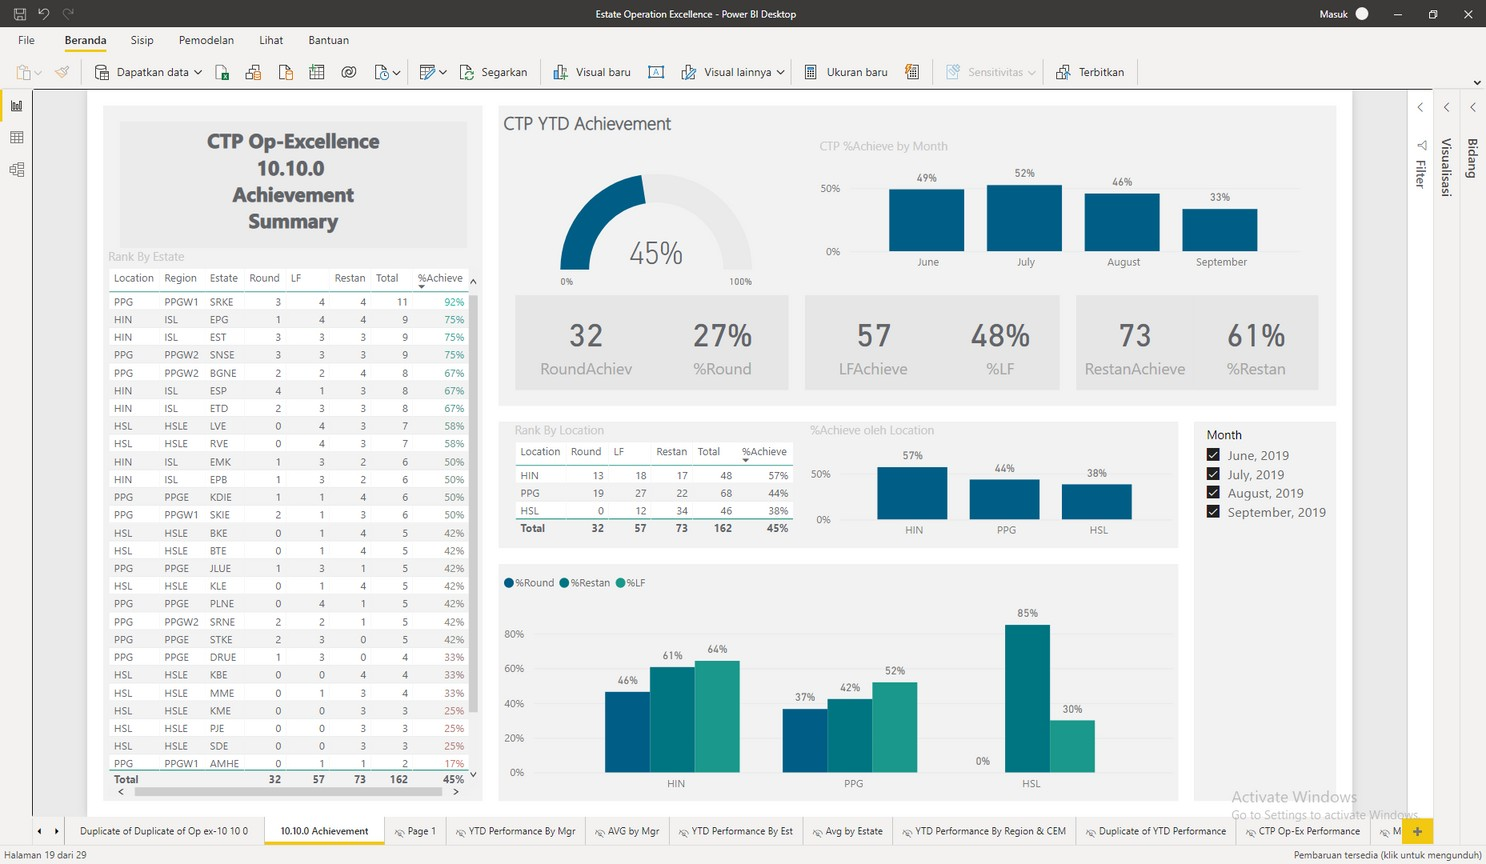 Estate Operation Excellence - Power BI Desktop
Masuk
File Beranda Sisip Pemodelan Lihat Bantuan
Dapatkan data Segarkan Visual baru Visual lainnya Ukuran baru Sensitivitas Terbitkan
CTP Op-Excellence
10.10.0
Achievement
Summary
Rank By Estate
Location Region Estate Round LF Restan Total %Achieve
PPG PPGW1 SRKE 3 4 4 11 92%
HIN ISL EPG 1 4 4 9 75%
HIN ISL EST 3 3 3 9 75%
PPG PPGW2 SNSE 3 3 3 9 75%
PPG PPGW2 BGNE 2 2 4 8 67%
HIN ISL ESP 4 1 3 8 67%
HIN ISL ETD 2 3 3 8 67%
HSL HSLE LVE 0 4 3 7 58%
HSL HSLE RVE 0 4 3 7 58%
HIN ISL EMK 1 3 2 6 50%
HIN ISL EPB 1 3 2 6 50%
PPG PPGE KDIE 1 1 4 6 50%
PPG PPGW1 SKIE 2 1 3 6 50%
HSL HSLE BKE 0 1 4 5 42%
HSL HSLE BTE 0 1 4 5 42%
PPG PPGE JLUE 1 3 1 5 42%
HSL HSLE KLE 0 1 4 5 42%
PPG PPGE PLNE 0 4 1 5 42%
PPG PPGW2 SRNE 2 2 1 5 42%
PPG PPGE STKE 2 3 0 5 42%
PPG PPGE DRUE 1 3 0 4 33%
HSL HSLE KBE 0 0 4 4 33%
HSL HSLE MME 0 1 3 4 33%
HSL HSLE KME 0 0 3 3 25%
HSL HSLE PJE 0 0 3 3 25%
HSL HSLE SDE 0 0 3 3 25%
PPG PPGW1 AMHE 0 1 1 2 17%
Total 32 57 73 162 45%
CTP YTD Achievement
45%
0% 100%
CTP %Achieve by Month
50%
0%
49% 52% 46% 33%
June July August September
32 27% 57 48% 73 61%
RoundAchiev %Round LFAchieve %LF RestanAchieve %Restan
Rank By Location
Location Round LF Restan Total %Achieve
HIN 13 18 17 48 57%
PPG 19 27 22 68 44%
HSL 0 12 34 46 38%
Total 32 57 73 162 45%
%Achieve oleh Location
50%
0%
57% 44% 38%
HIN PPG HSL
Month
June, 2019
July, 2019
August, 2019
September, 2019
%Round %Restan %LF
80%
60%
40%
20%
0%
46% 61% 64% 37% 42% 52% 0% 85% 30%
HIN PPG HSL
Filter
Visualisasi
Bidang
Activate Windows
Go to Settings to activate Windows.
Duplicate of Duplicate of Op ex-10 10 0 10.10.0 Achievement Page 1 YTD Performance By Mgr AVG by Mgr YTD Performance By Est Avg by Estate YTD Performance By Region & CEM Duplicate of YTD Performance CTP Op-Ex Performance M
Halaman 19 dari 29
Pembaruan tersedia (klik untuk mengunduh)